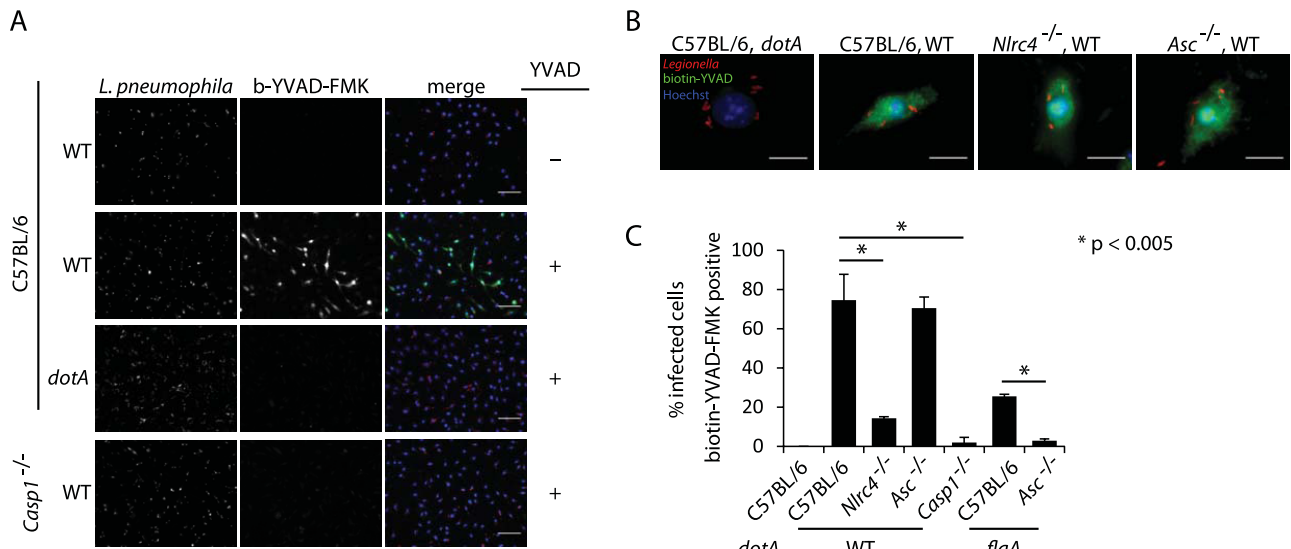 A
YVAD
L. pneumophila b-YVAD-FMK merge
C57BL/6
WT −
WT +
dotA +
Casp1 -/-
WT +
B
C57BL/6, dotA C57BL/6, WT Nlrc4 -/-, WT Asc -/-, WT
Legionella
biotin-YVAD
Hoechst
C
* p < 0.005
% infected cells
biotin-YVAD-FMK positive
100
80
60
40
20
0
*
*
*
C57BL/6 C57BL/6 Nlrc4 -/- Asc -/- Casp1 -/- C57BL/6 Asc -/-
dotA WT flaA